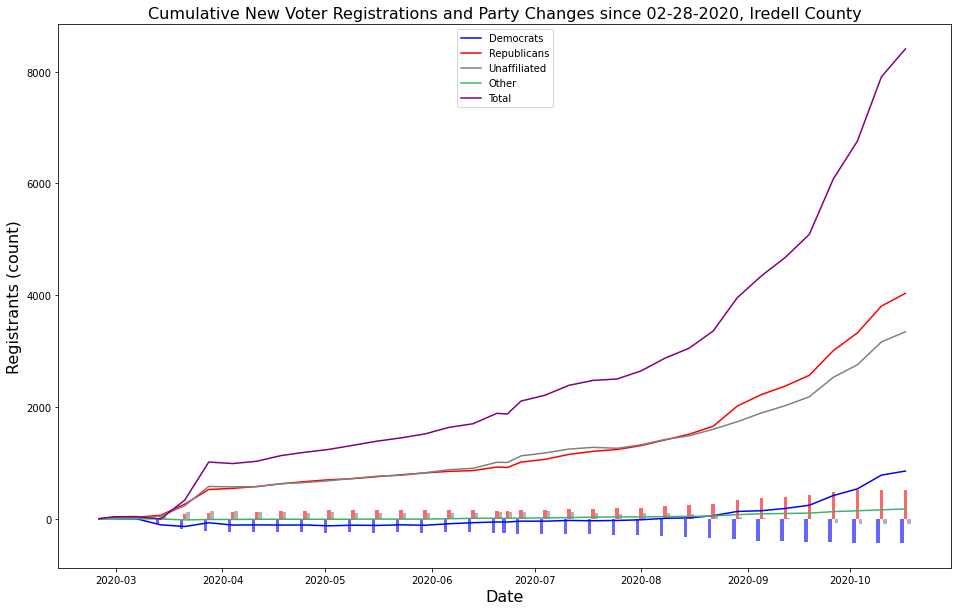 Cumulative New Voter Registrations and Party Changes since 02-28-2020, Iredell County
Democrats
Republicans
Unaffiliated
Other
Total
Registrants (count)
8000
6000
4000
2000
0
2020-03 2020-04 2020-05 2020-06 2020-07 2020-08 2020-09 2020-10
Date